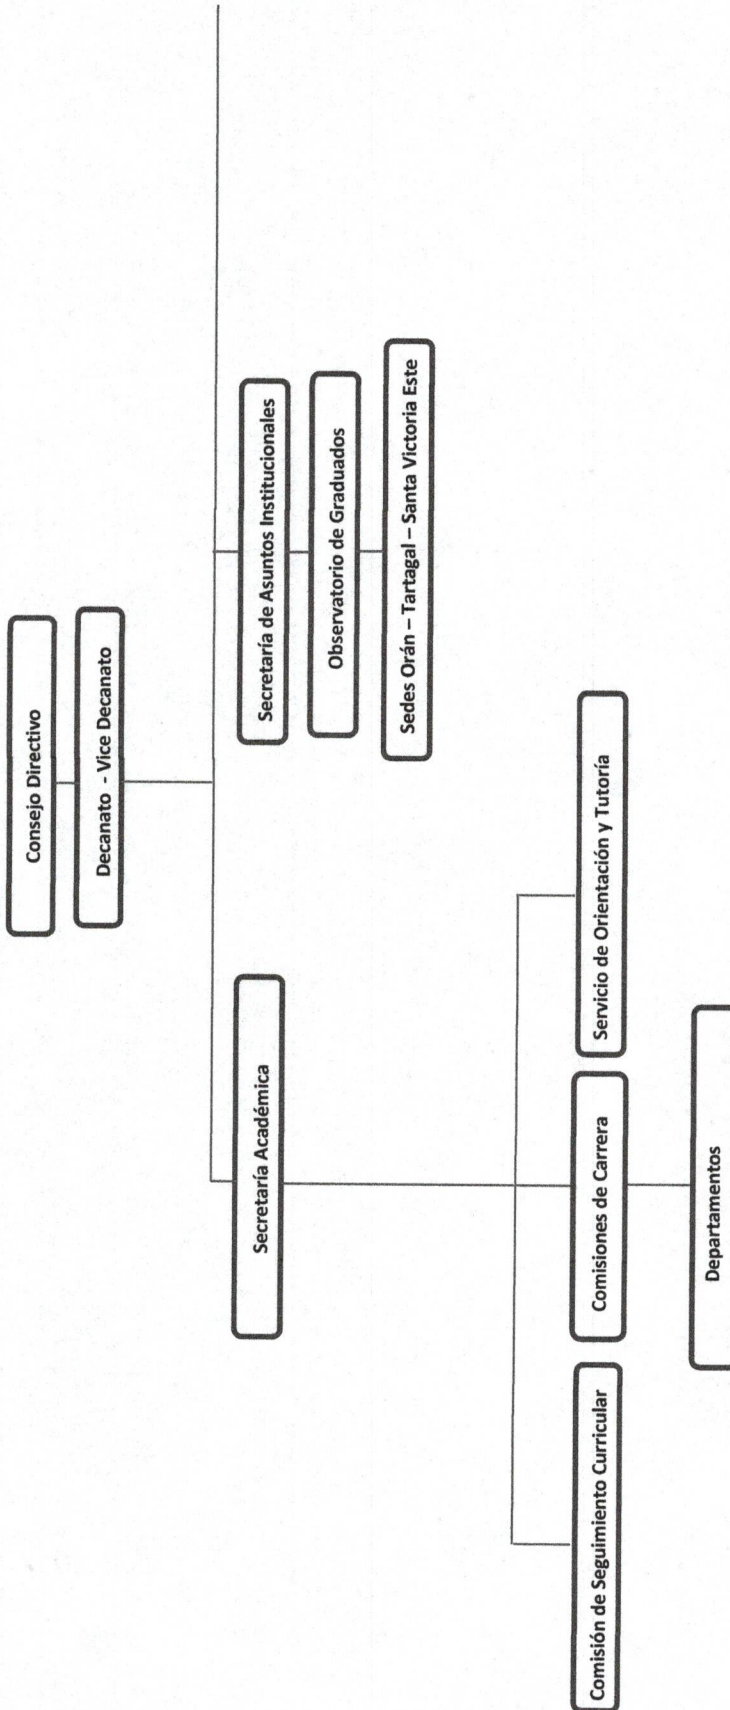 Consejo Directivo
Decanato - Vice Decanato
Secretaría Académica
Secretaría de Asuntos Institucionales
Observatorio de Graduados
Sedes Orán – Tartagal – Santa Victoria Este
Comisión de Seguimiento Curricular
Comisiones de Carrera
Servicio de Orientación y Tutoría
Departamentos